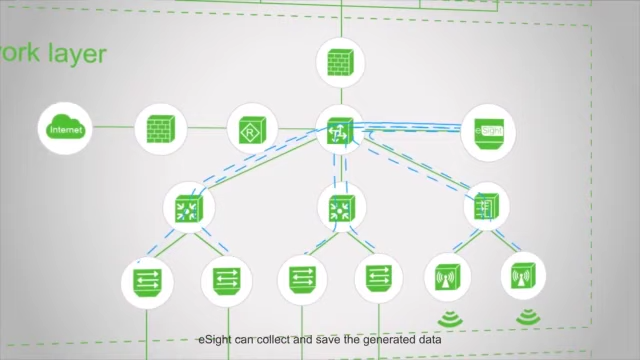 ork layer
Internet
R
eSight
eSight can collect and save the generated data